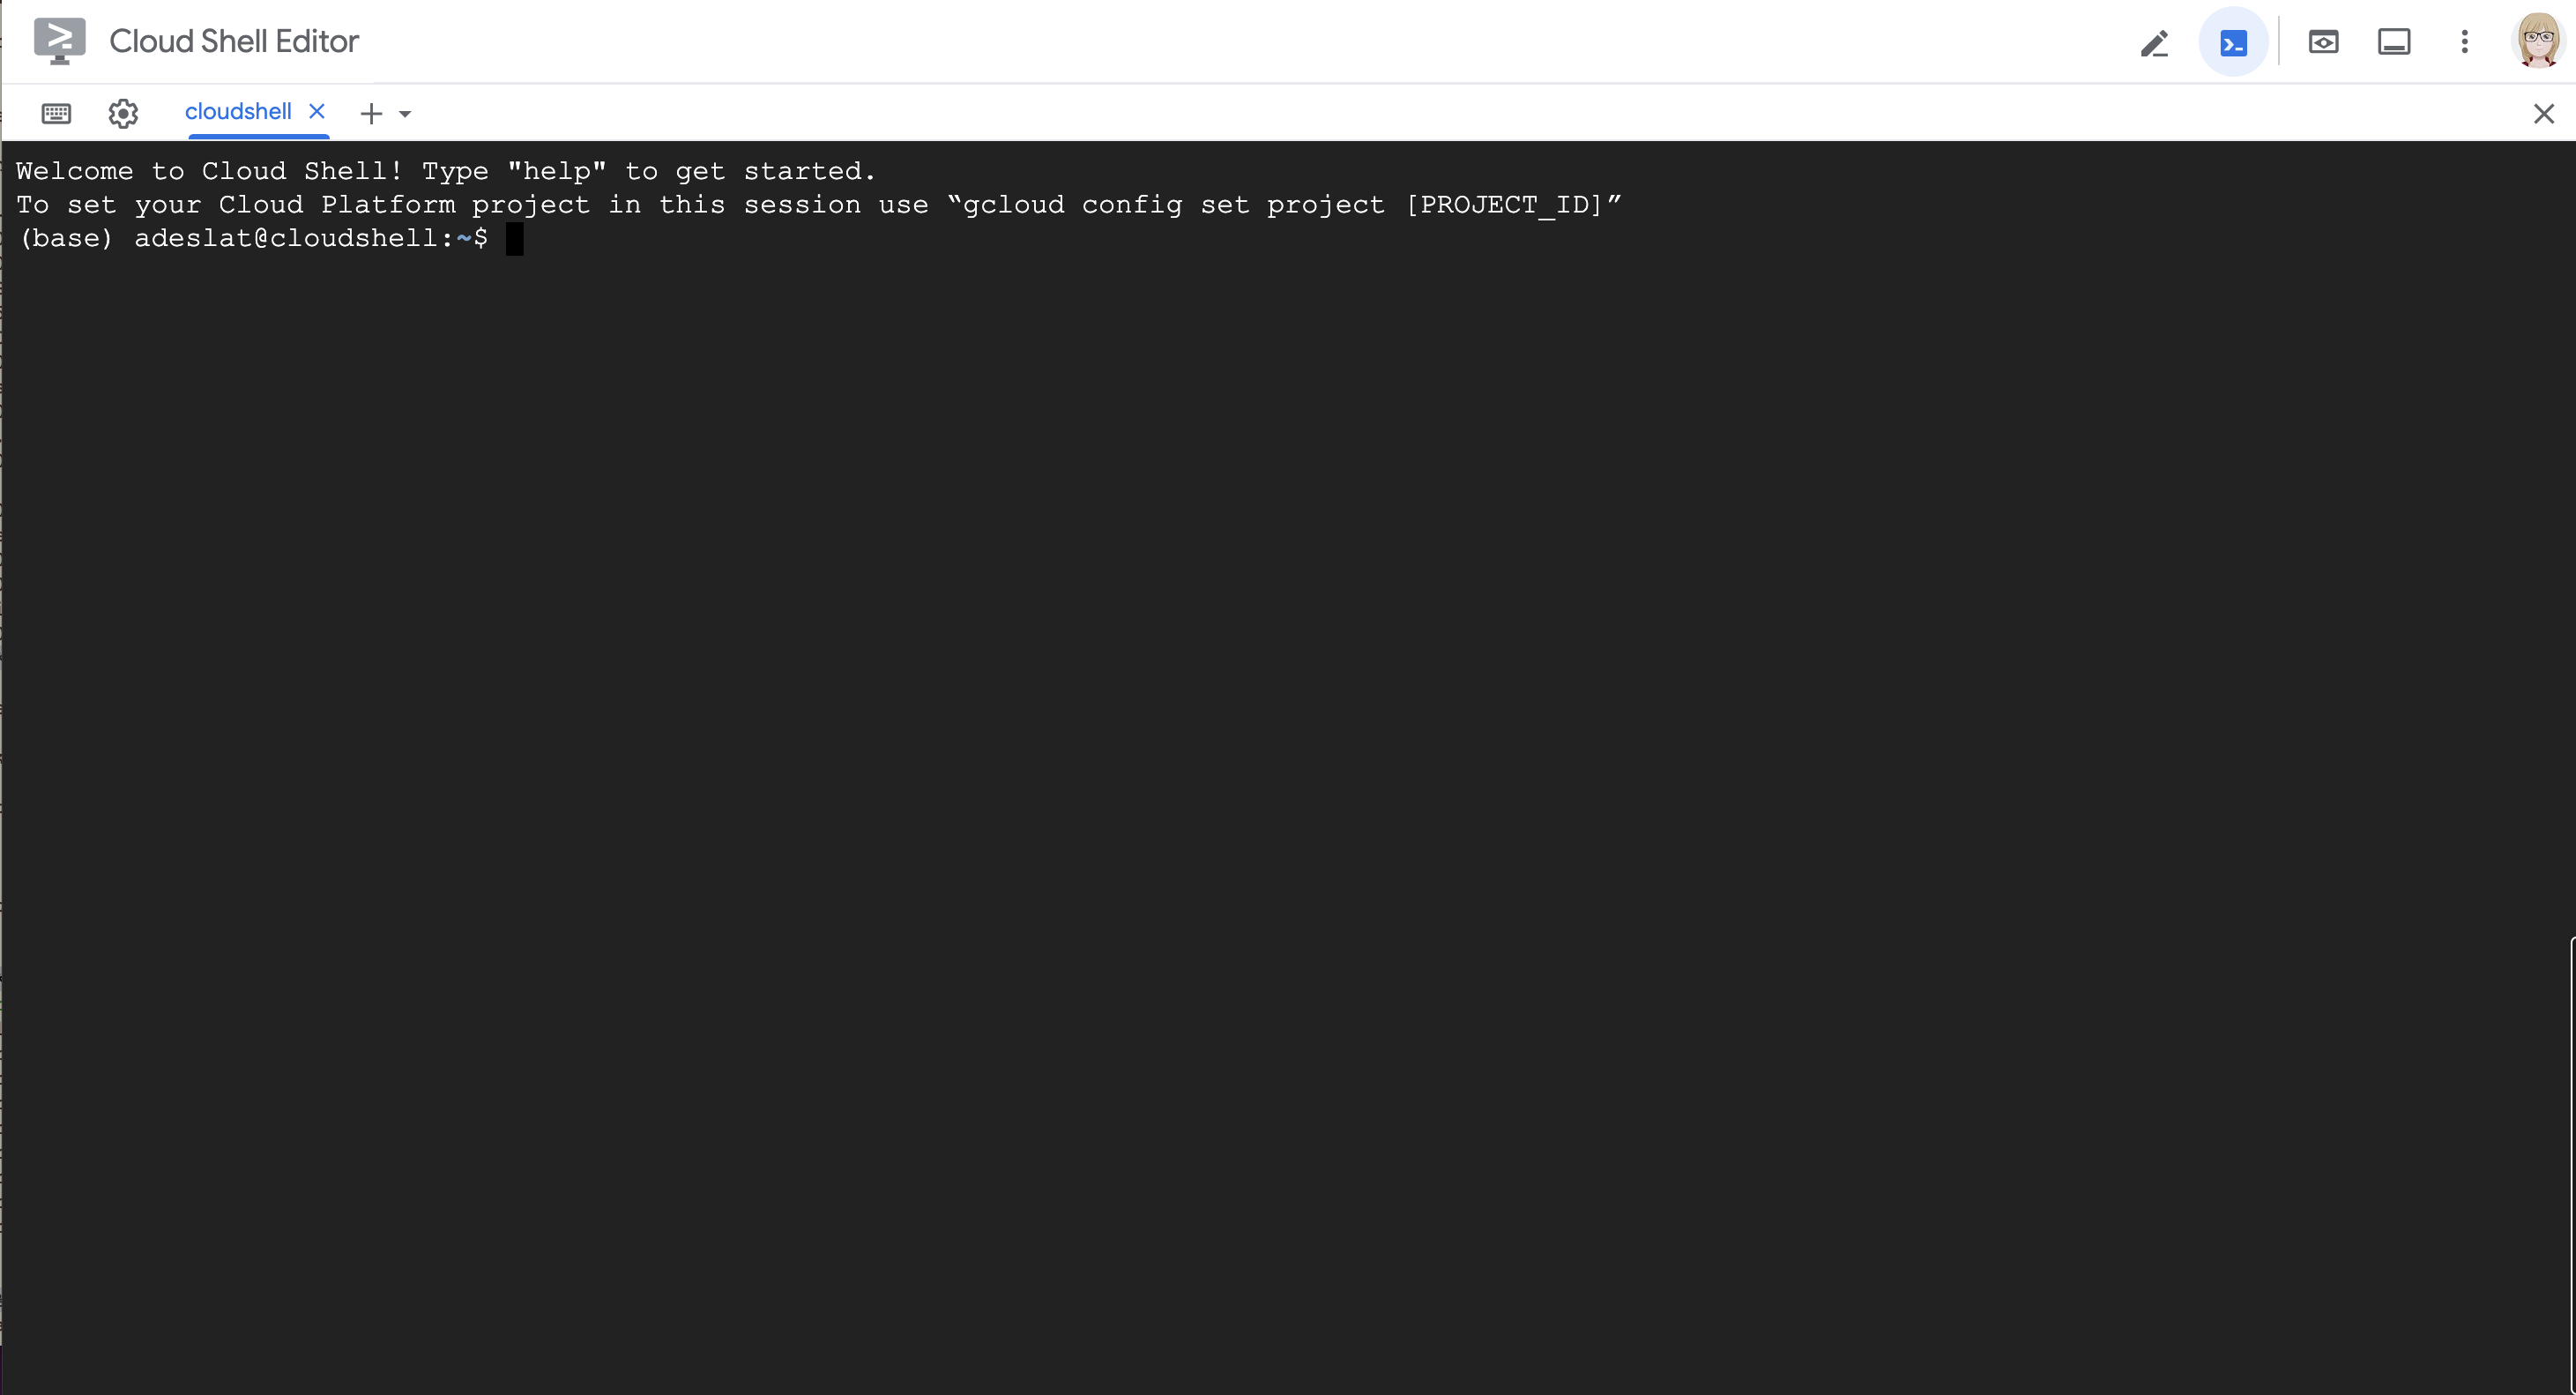 Cloud Shell Editor
cloudshell
Welcome to Cloud Shell! Type "help" to get started.
To set your Cloud Platform project in this session use “gcloud config set project [PROJECT_ID]”
(base) adeslat@cloudshell:~$